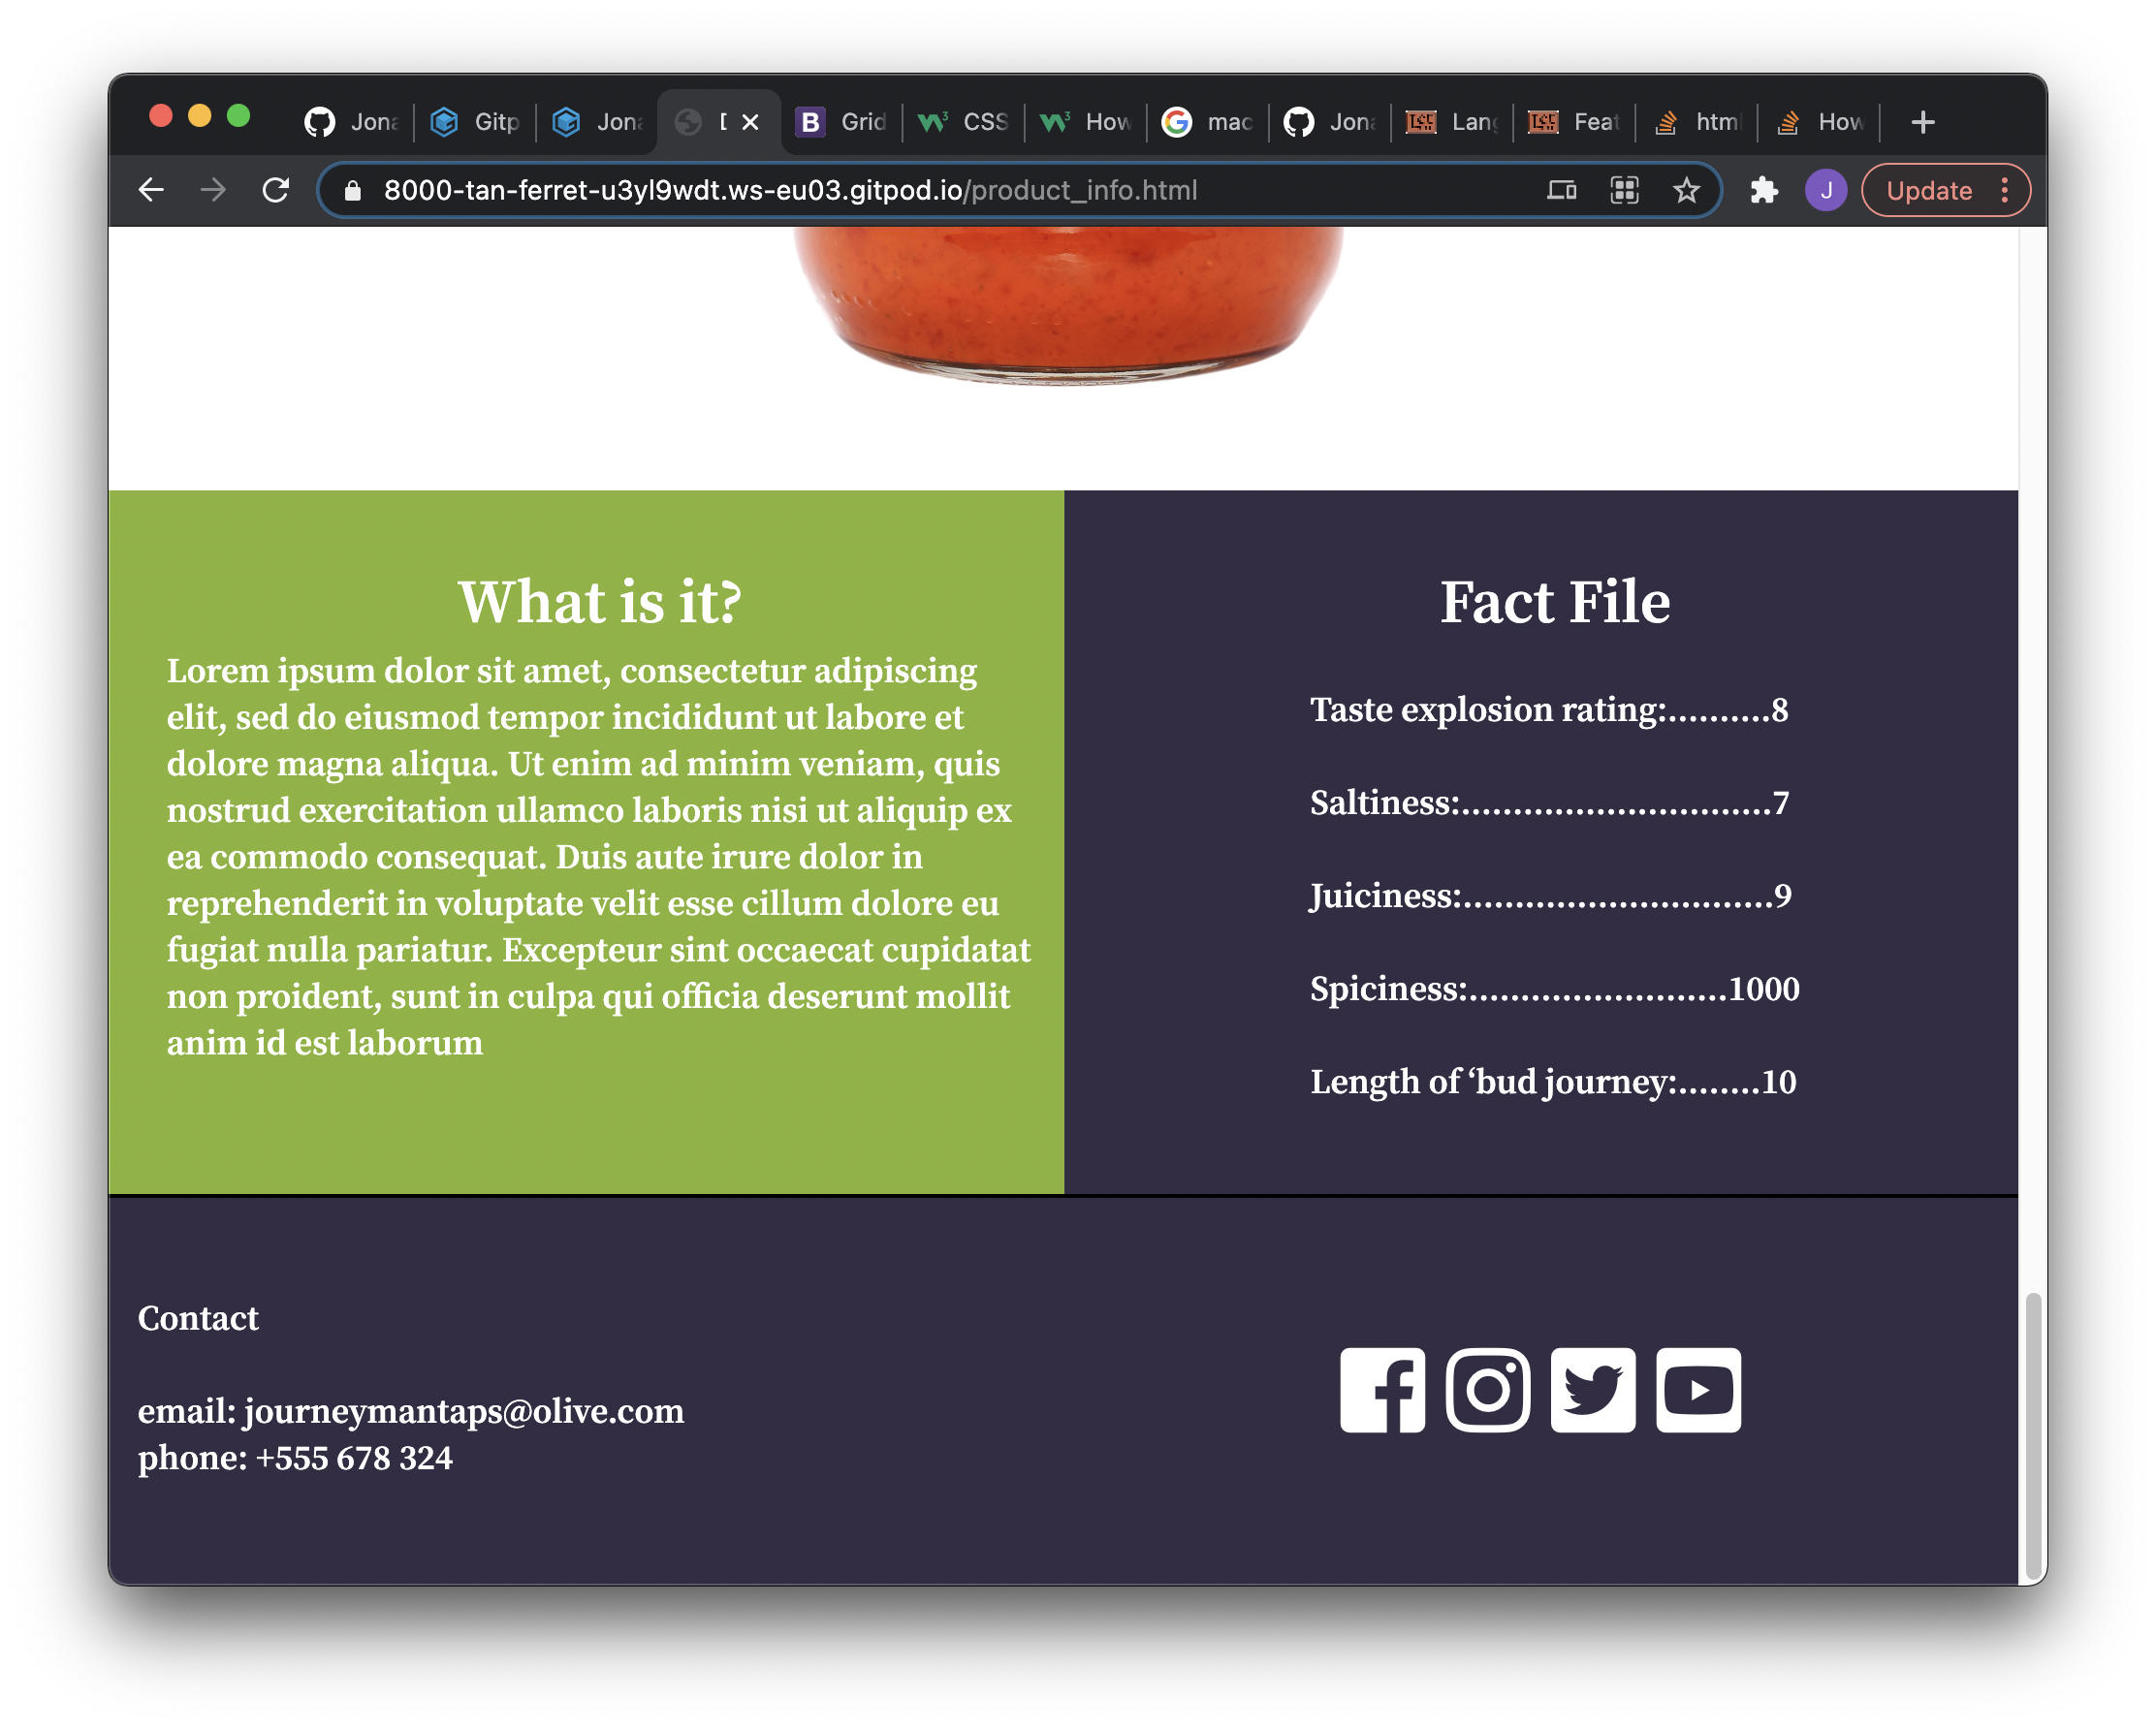 Jona
Gitp
Jona
Grid
CSS
How
mac
Jona
Lang
Feat
html
How
8000-tan-ferret-u3yl9wdt.ws-eu03.gitpod.io/product_info.html
J
Update
What is it?
Lorem ipsum dolor sit amet, consectetur adipiscing
elit, sed do eiusmod tempor incididunt ut labore et
dolore magna aliqua. Ut enim ad minim veniam, quis
nostrud exercitation ullamco laboris nisi ut aliquip ex
ea commodo consequat. Duis aute irure dolor in
reprehenderit in voluptate velit esse cillum dolore eu
fugiat nulla pariatur. Excepteur sint occaecat cupidatat
non proident, sunt in culpa qui officia deserunt mollit
anim id est laborum
Fact File
Taste explosion rating:..........8
Saltiness:..............................7
Juiciness:..............................9
Spiciness:.........................1000
Length of ‘bud journey:........10
Contact
email: journeymantaps@olive.com
phone: +555 678 324